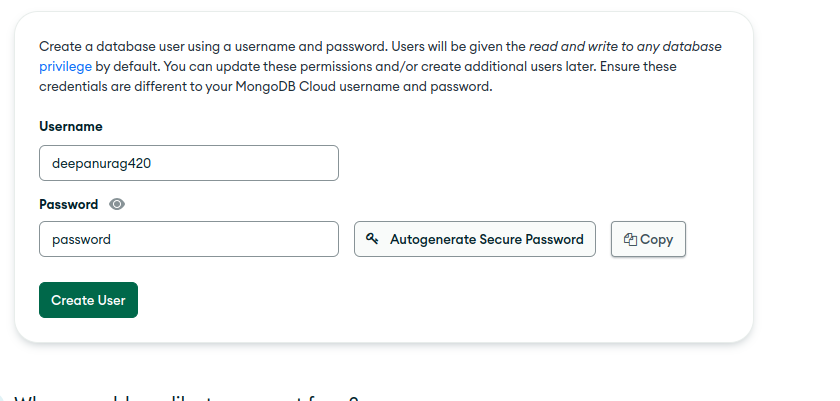 Create a database user using a username and password. Users will be given the read and write to any database
privilege by default. You can update these permissions and/or create additional users later. Ensure these
credentials are different to your MongoDB Cloud username and password.
Username
deepanurag420
Password
password
Autogenerate Secure Password
Copy
Create User